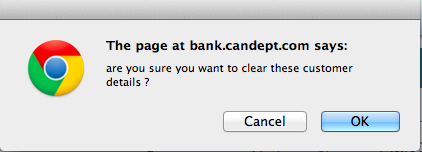 The page at bank.candept.com says:
are you sure you want to clear these customer
details ?
Cancel
OK